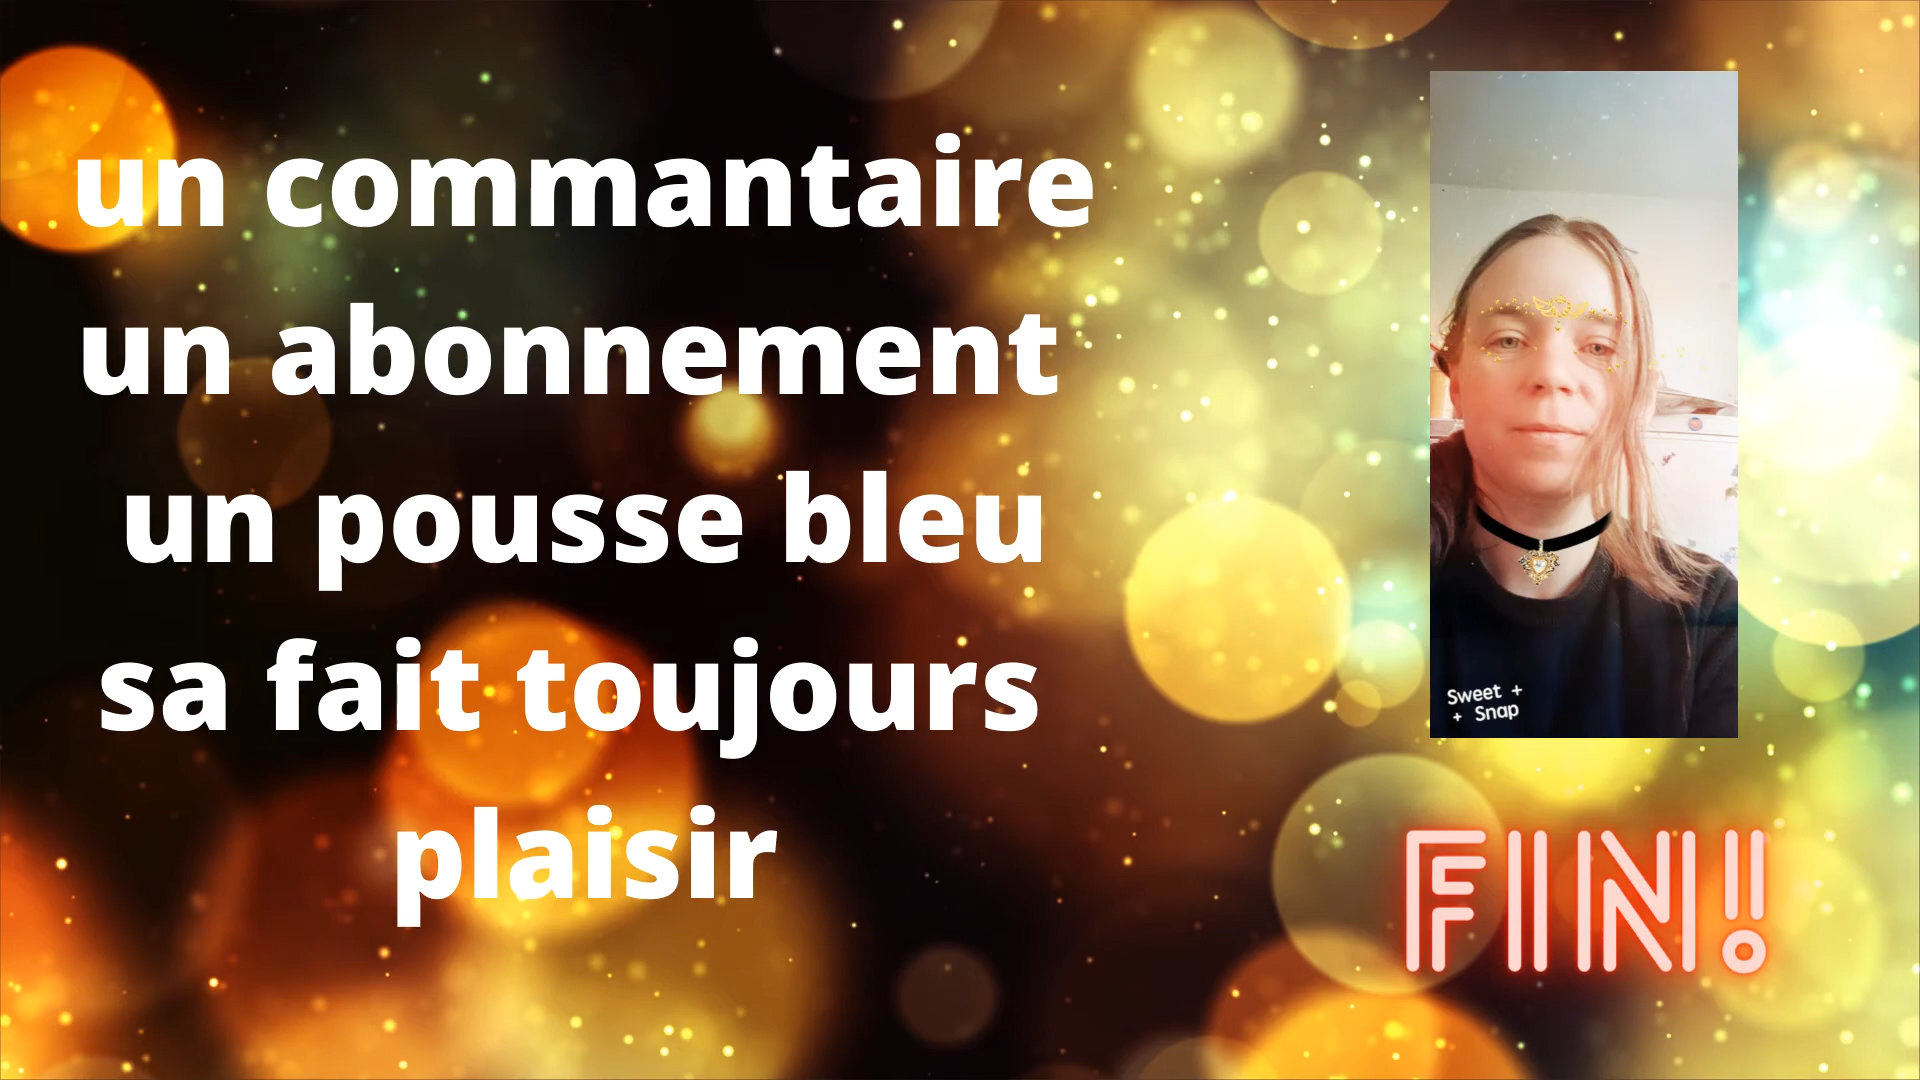 un commantaire
un abonnement
un pousse bleu
sa fait toujours
plaisir
Sweet +
+ Snap
FIN!